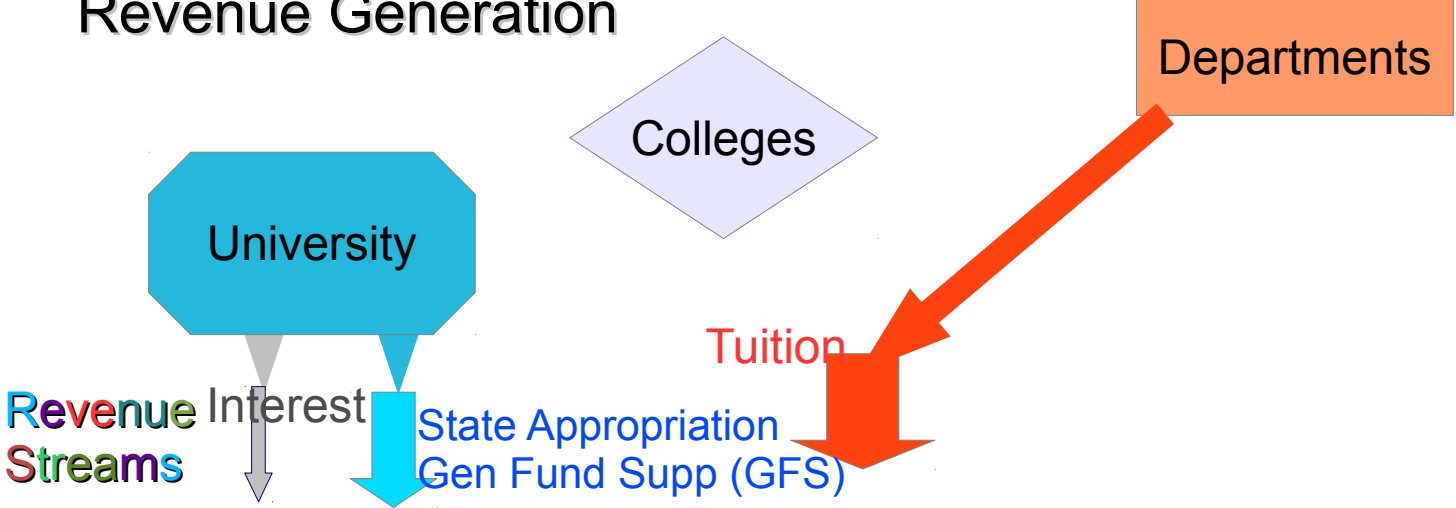 Revenue Generation
Departments
Colleges
University
Tuition
Revenue
Streams
Interest
State Appropriation
Gen Fund Supp (GFS)